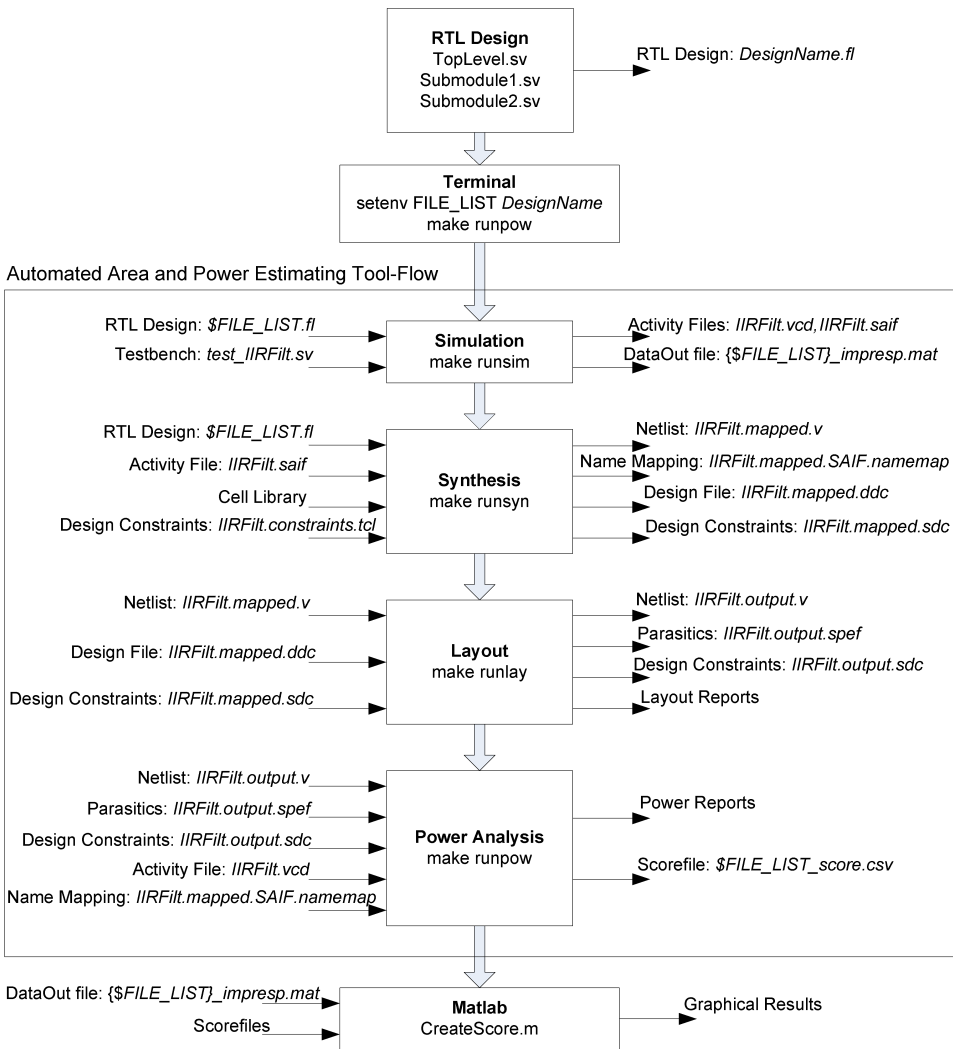 RTL Design
TopLevel.sv
Submodule1.sv
Submodule2.sv
RTL Design: DesignName.fl
Terminal
setenv FILE_LIST DesignName
make runpow
Automated Area and Power Estimating Tool-Flow
RTL Design: $FILE_LIST.fl
Testbench: test_IIRFilt.sv
Simulation
make runsim
Activity Files: IIRFilt.vcd,IIRFilt.saif
DataOut file: {$FILE_LIST}_impresp.mat
RTL Design: $FILE_LIST.fl
Activity File: IIRFilt.saif
Cell Library
Design Constraints: IIRFilt.constraints.tcl
Synthesis
make runsyn
Netlist: IIRFilt.mapped.v
Name Mapping: IIRFilt.mapped.SAIF.namemap
Design File: IIRFilt.mapped.ddc
Design Constraints: IIRFilt.mapped.sdc
Netlist: IIRFilt.mapped.v
Design File: IIRFilt.mapped.ddc
Design Constraints: IIRFilt.mapped.sdc
Layout
make runlay
Netlist: IIRFilt.output.v
Parasitics: IIRFilt.output.spef
Design Constraints: IIRFilt.output.sdc
Layout Reports
Netlist: IIRFilt.output.v
Parasitics: IIRFilt.output.spef
Design Constraints: IIRFilt.output.sdc
Activity File: IIRFilt.vcd
Name Mapping: IIRFilt.mapped.SAIF.namemap
Power Analysis
make runpow
Power Reports
Scorefile: $FILE_LIST_score.csv
DataOut file: {$FILE_LIST}_impresp.mat
Scorefiles
Matlab
CreateScore.m
Graphical Results